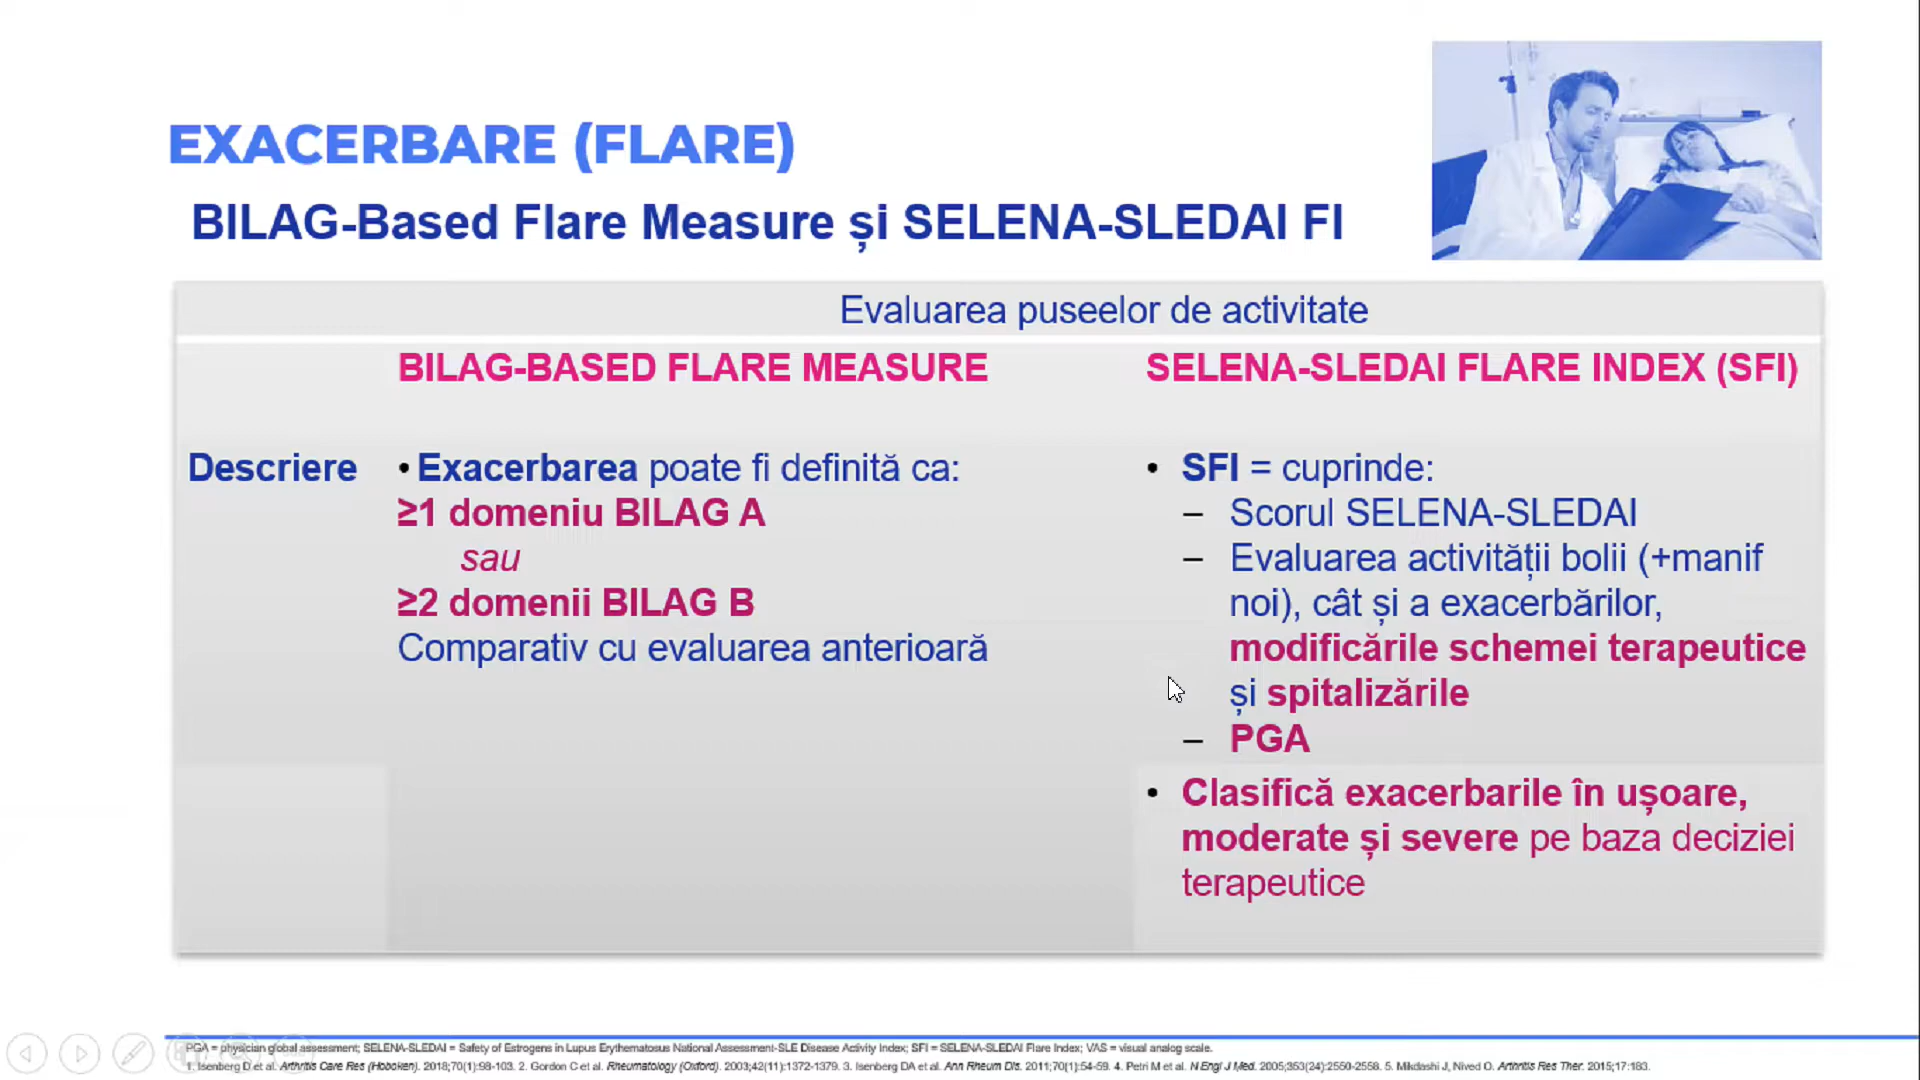 EXACERBARE (FLARE)
BILAG-Based Flare Measure și SELENA-SLEDAI FI
Evaluarea puseelor de activitate
BILAG-BASED FLARE MEASURE
SELENA-SLEDAI FLARE INDEX (SFI)
Descriere
• Exacerbarea poate fi definită ca:
≥1 domeniu BILAG A
sau
≥2 domenii BILAG B
Comparativ cu evaluarea anterioară
• SFI = cuprinde:
– Scorul SELENA-SLEDAI
– Evaluarea activității bolii (+manif
noi), cât și a exacerbărilor,
modificările schemei terapeutice
și spitalizările
– PGA
• Clasifică exacerbarile în ușoare,
moderate și severe pe baza deciziei
terapeutice
PGA = physician global assessment; SELENA-SLEDAI = Safety of Estrogens in Lupus Erythematosus National Assessment-SLE Disease Activity Index; SFI = SELENA-SLEDAI Flare Index; VAS = visual analog scale.
1. Isenberg D et al. Arthritis Care Res (Hoboken). 2018;70(1):98-103. 2. Gordon C et al. Rheumatology (Oxford). 2003;42(11):1372-1379. 3. Isenberg DA et al. Ann Rheum Dis. 2011;70(1):54-59. 4. Petri M et al. N Engl J Med. 2005;353(24):2550-2558. 5. Mikdashi J, Nived O. Arthritis Res Ther. 2015;17:183.